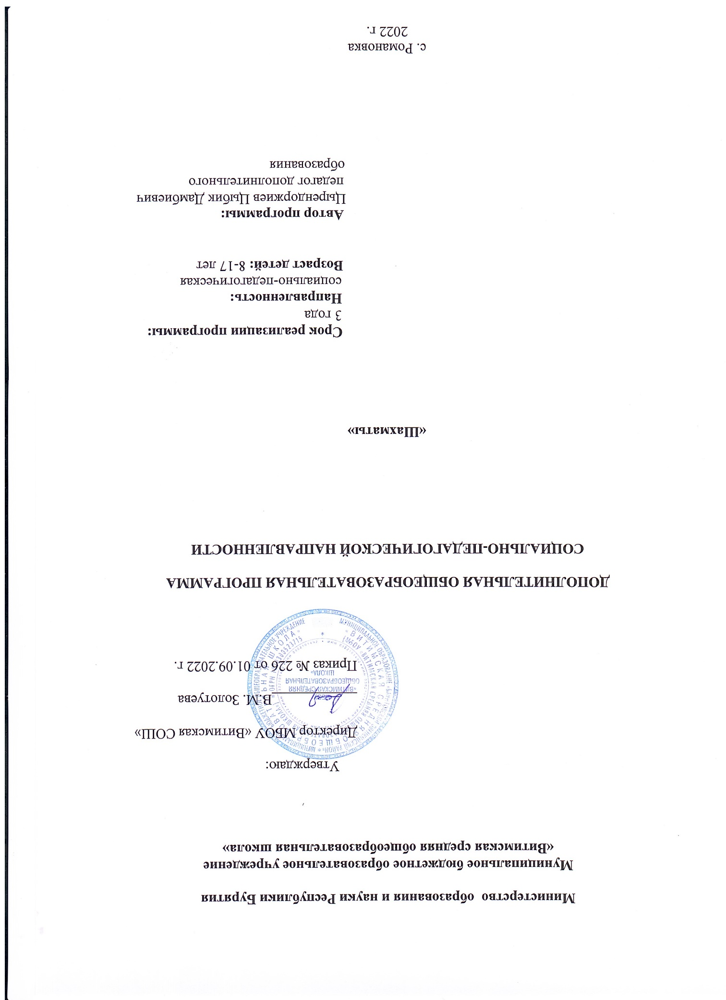 Министерство образования и науки Республики Бурятия
Муниципальное бюджетное образовательное учреждение
«Витимская средняя общеобразовательная школа»
Утверждаю:
Директор МБОУ «Витимская СОШ»
В.М. Золотуева
Приказ № 226 от 01.09.2022 г.
«ВИТИМСКАЯ СРЕДНЯЯ
ОБЩЕОБРАЗОВАТЕЛЬНАЯ
ШКОЛА»
ДОПОЛНИТЕЛЬНАЯ ОБЩЕОБРАЗОВАТЕЛЬНАЯ ПРОГРАММА
СОЦИАЛЬНО-ПЕДАГОГИЧЕСКОЙ НАПРАВЛЕННОСТИ
«Шахматы»
Срок реализации программы:
3 года
Направленность:
социально-педагогическая
Возраст детей: 8-17 лет
Автор программы:
Цырендоржиев Цыбик Дамбиевич
педагог дополнительного
образования
с. Романовка
2022 г.